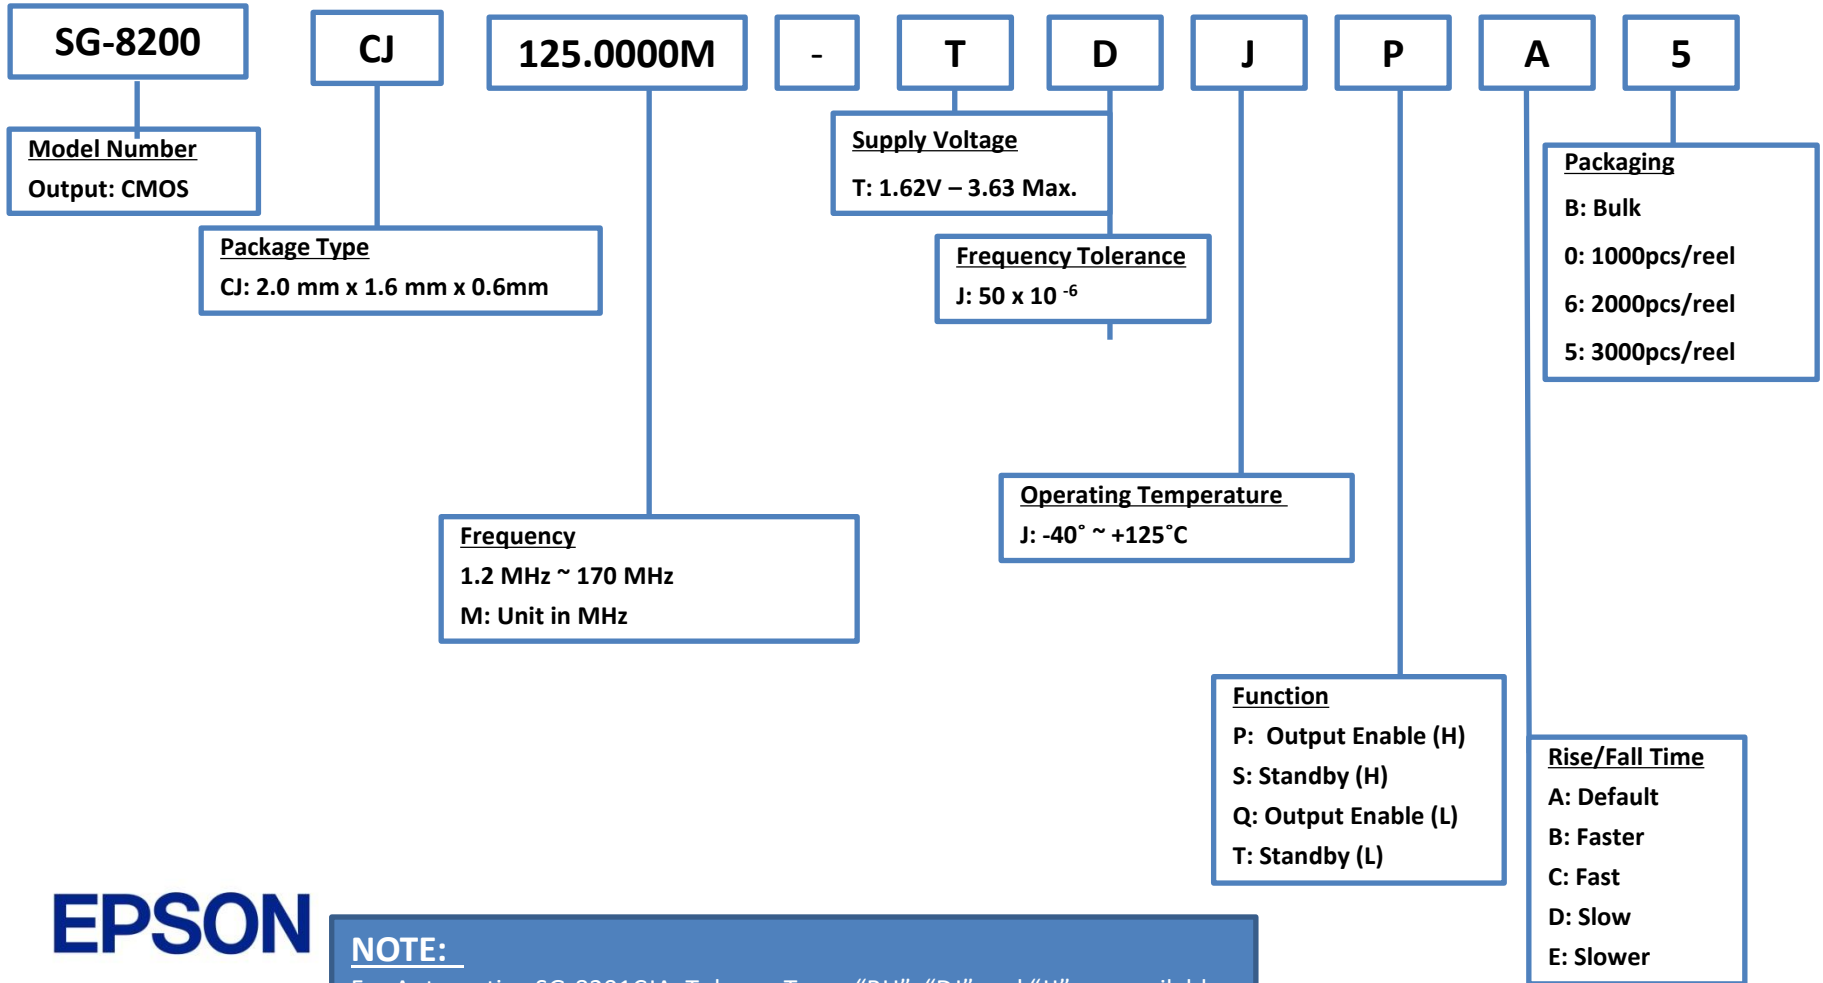 SG-8200 CJ 125.0000M - T D J P A 5
Model Number
Output: CMOS
Package Type
CJ: 2.0 mm x 1.6 mm x 0.6mm
Frequency
1.2 MHz ~ 170 MHz
M: Unit in MHz
Supply Voltage
T: 1.62V – 3.63 Max.
Frequency Tolerance
J: 50 x 10 ⁻⁶
Operating Temperature
J: -40˚ ~ +125˚C
Function
P: Output Enable (H)
S: Standby (H)
Q: Output Enable (L)
T: Standby (L)
Rise/Fall Time
A: Default
B: Faster
C: Fast
D: Slow
E: Slower
Packaging
B: Bulk
0: 1000pcs/reel
6: 2000pcs/reel
5: 3000pcs/reel
EPSON
NOTE: